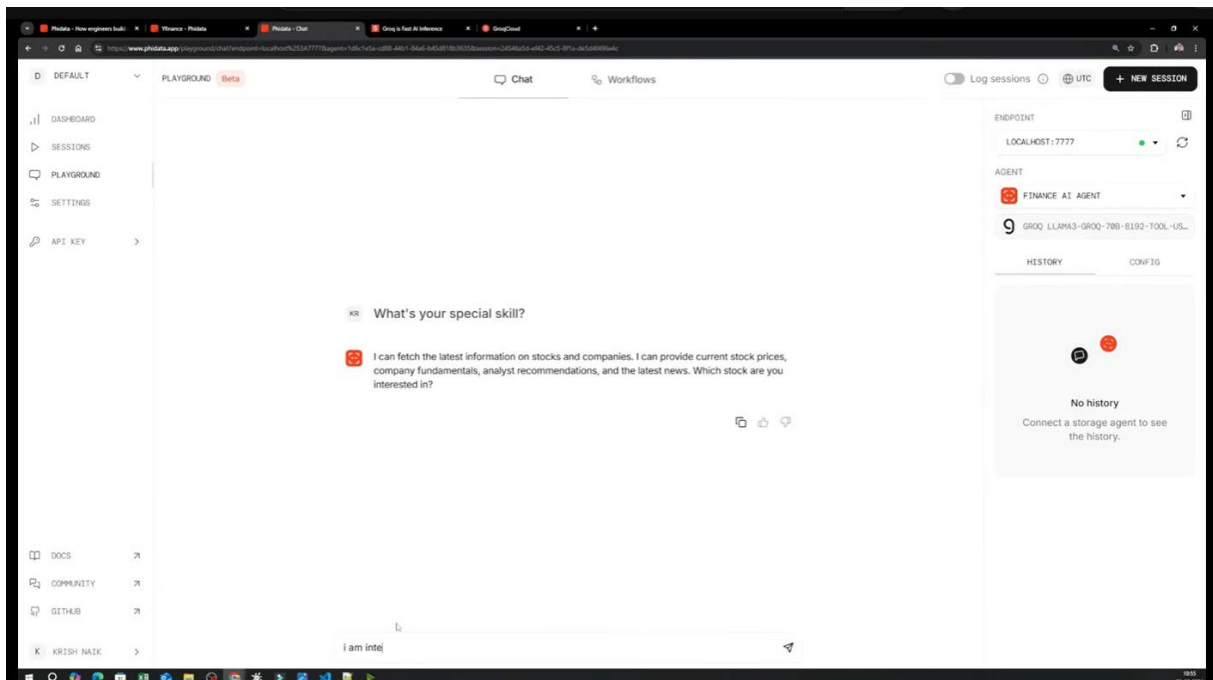 Phidata - How engineers build
Yfinance - Phidata
Phidata - Chat
Groq is Fast AI Inference
GroqCloud
D DEFAULT
PLAYGROUND Beta
Chat
Workflows
Log sessions
UTC
+ NEW SESSION
DASHBOARD
SESSIONS
PLAYGROUND
SETTINGS
API KEY
ENDPOINT
LOCALHOST:7777
AGENT
FINANCE AI AGENT
GROQ LLAMA3-GROQ-70B-8192-TOOL-US…
HISTORY
CONFIG
No history
Connect a storage agent to see
the history.
KR What's your special skill?
I can fetch the latest information on stocks and companies. I can provide current stock prices,
company fundamentals, analyst recommendations, and the latest news. Which stock are you
interested in?
DOCS
COMMUNITY
GITHUB
K KRISH NAIK
i am inte
10:55